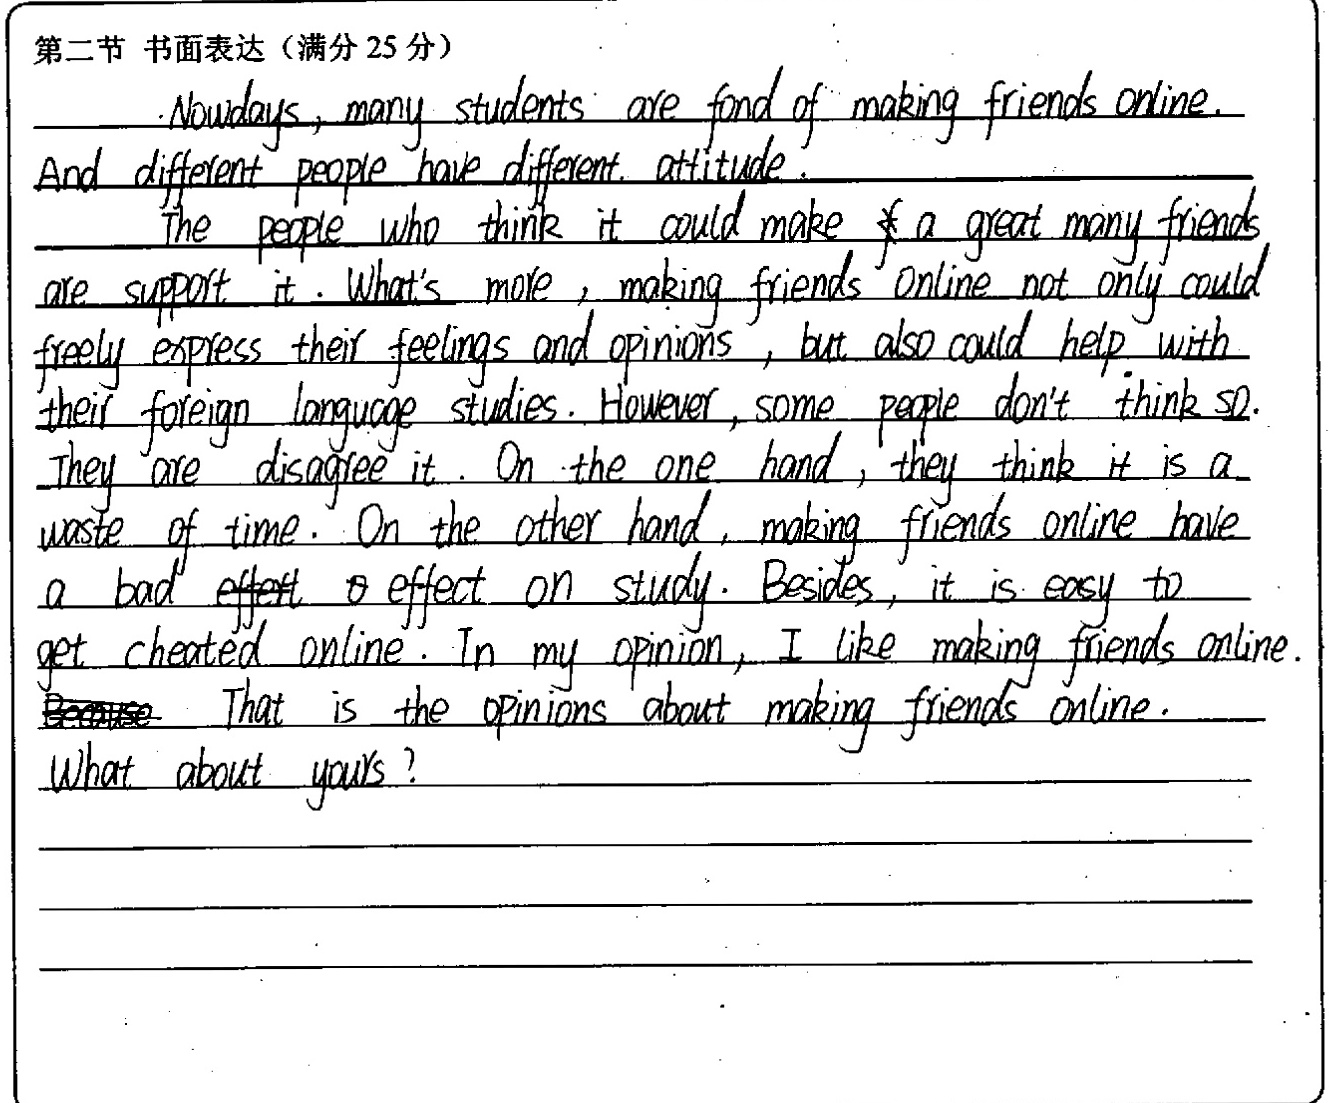 第二节 书面表达（满分 25 分）
Nowdays, many students are fond of making friends online.
And different people have different attitude.
The people who think it could make a great many friends
are support it. What's more, making friends online not only could
freely express their feelings and opinions, but also could help with
their foreign language studies. However, some people don't think so.
They are disagree it. On the one hand, they think it is a
waste of time. On the other hand, making friends online have
a bad effect on study. Besides, it is easy to
get cheated online. In my opinion, I like making friends online.
That is the opinions about making friends online.
What about yours?